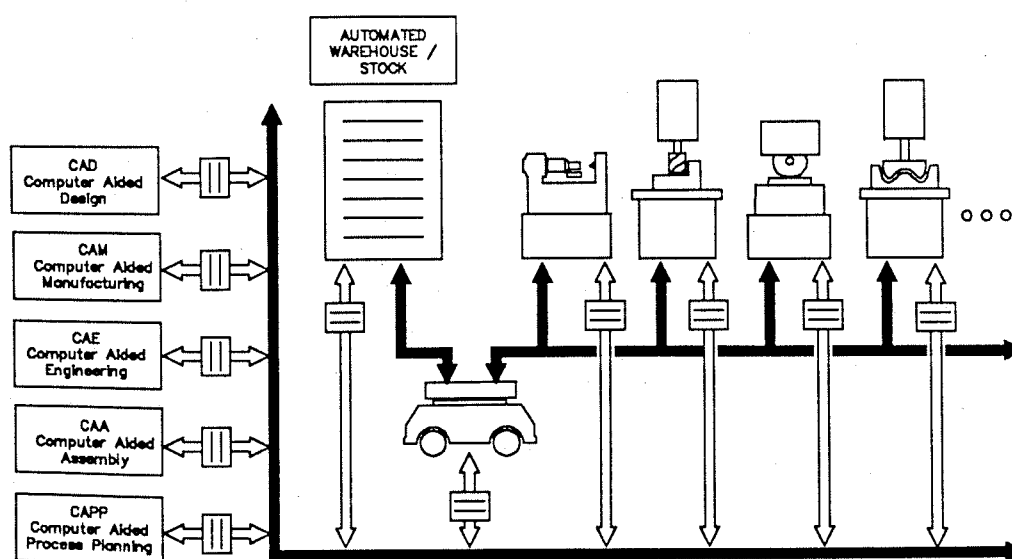 AUTOMATED
WAREHOUSE /
STOCK
CAD
Computer Aided
Design
CAM
Computer Aided
Manufacturing
CAE
Computer Aided
Engineering
CAA
Computer Aided
Assembly
CAPP
Computer Aided
Process Planning